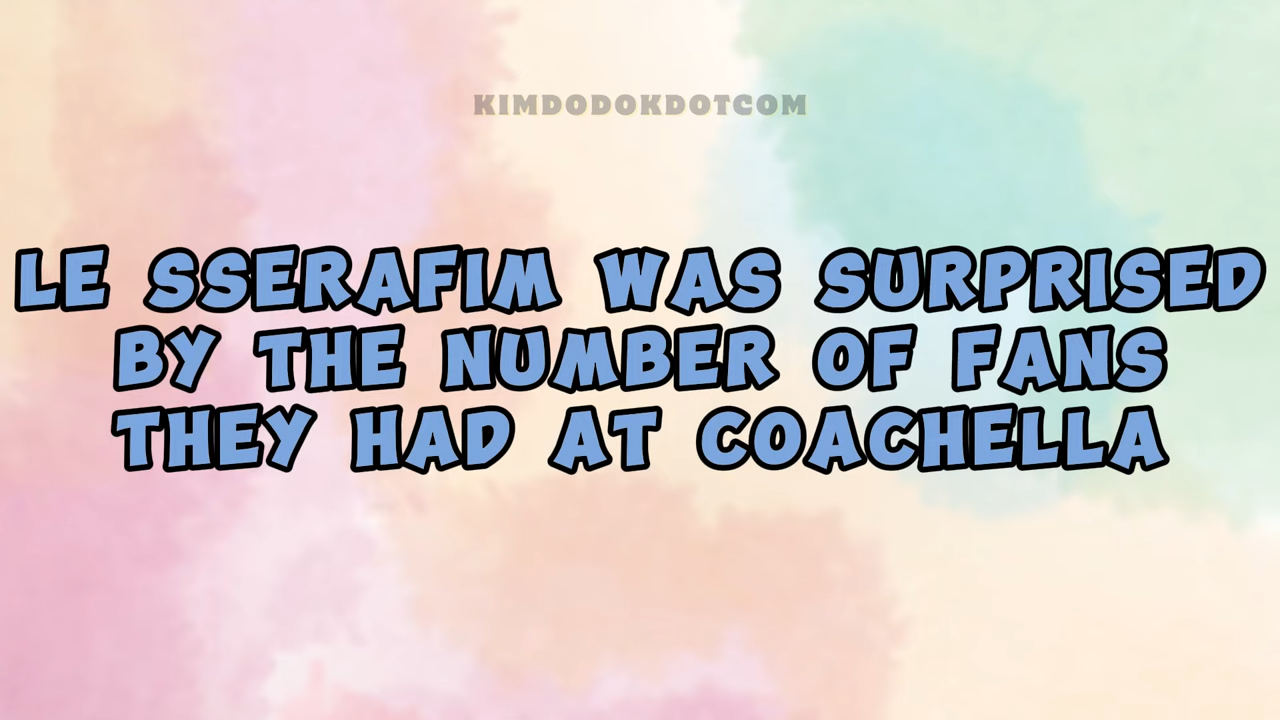 KIMDODOKDOTCOM
LE SSERAFIM WAS SURPRISED
BY THE NUMBER OF FANS
THEY HAD AT COACHELLA